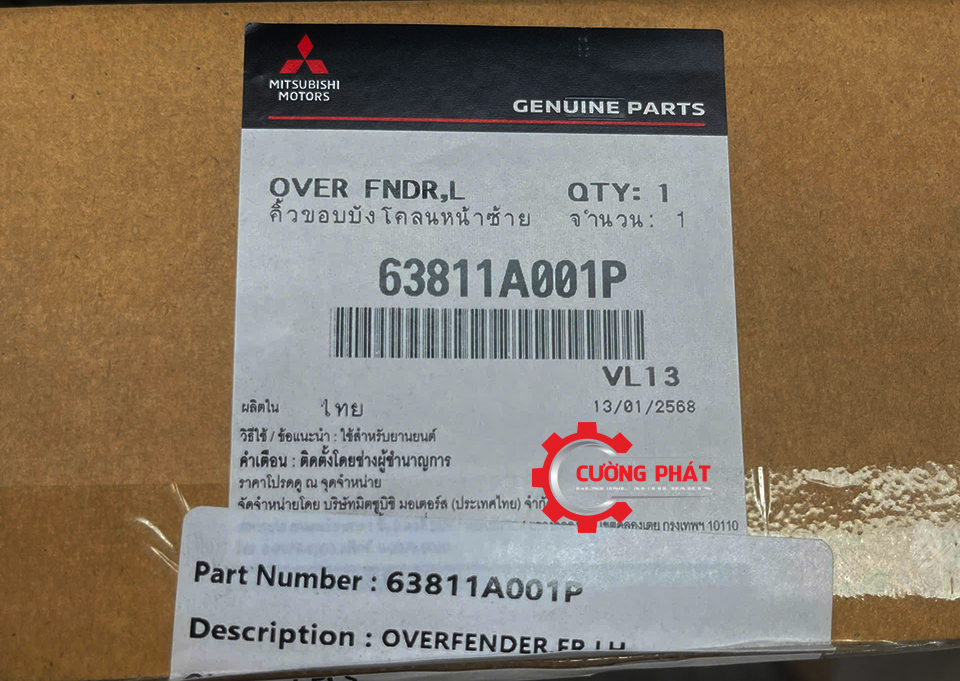 MITSUBISHI
MOTORS
GENUINE PARTS
OVER FNDR,L QTY: 1
คิ้วขอบบังโคลนหน้าซ้าย จำนวน: 1
63811A001P
VL13
ผลิตใน ไทย 13/01/2568
วิธีใช้ / ข้อแนะนำ : ใช้สำหรับยานยนต์
คำเตือน : ติดตั้งโดยช่างผู้ชำนาญการ
ราคาโปรดดู ณ จุดจำหน่าย
จัดจำหน่ายโดย บริษัทมิตซูบิชิ มอเตอร์ส (ประเทศไทย) จำกั
กรุงเทพฯ 10110
CƯỜNG PHÁT
GENUINE AUTO PARTS
Part Number : 63811A001P
Description : OVERFENDER,FR LH